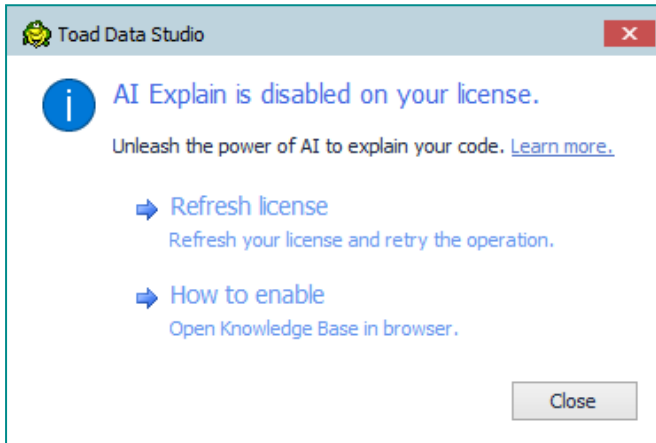 Toad Data Studio
AI Explain is disabled on your license.
Unleash the power of AI to explain your code. Learn more.
Refresh license
Refresh your license and retry the operation.
How to enable
Open Knowledge Base in browser.
Close